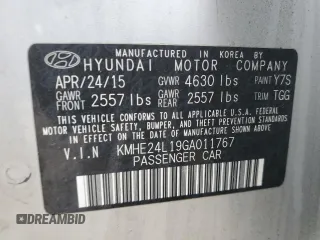 MANUFACTURED IN KOREA BY
HYUNDAI MOTOR COMPANY
APR/24/15 GVWR 4630 lbs PAINT Y7S
GAWR FRONT 2557 lbs GAWR REAR 2557 lbs TRIM TGG
THIS VEHICLE CONFORMS TO ALL APPLICABLE U.S.A. FEDERAL
MOTOR VEHICLE SAFETY, BUMPER, AND THEFT PREVENTION
STANDARDS IN EFFECT ON THE DATE OF MANUFACTURE
SHOWN ABOVE
V.I.N KMHE24L19GA011767
PASSENGER CAR
DREAMBID